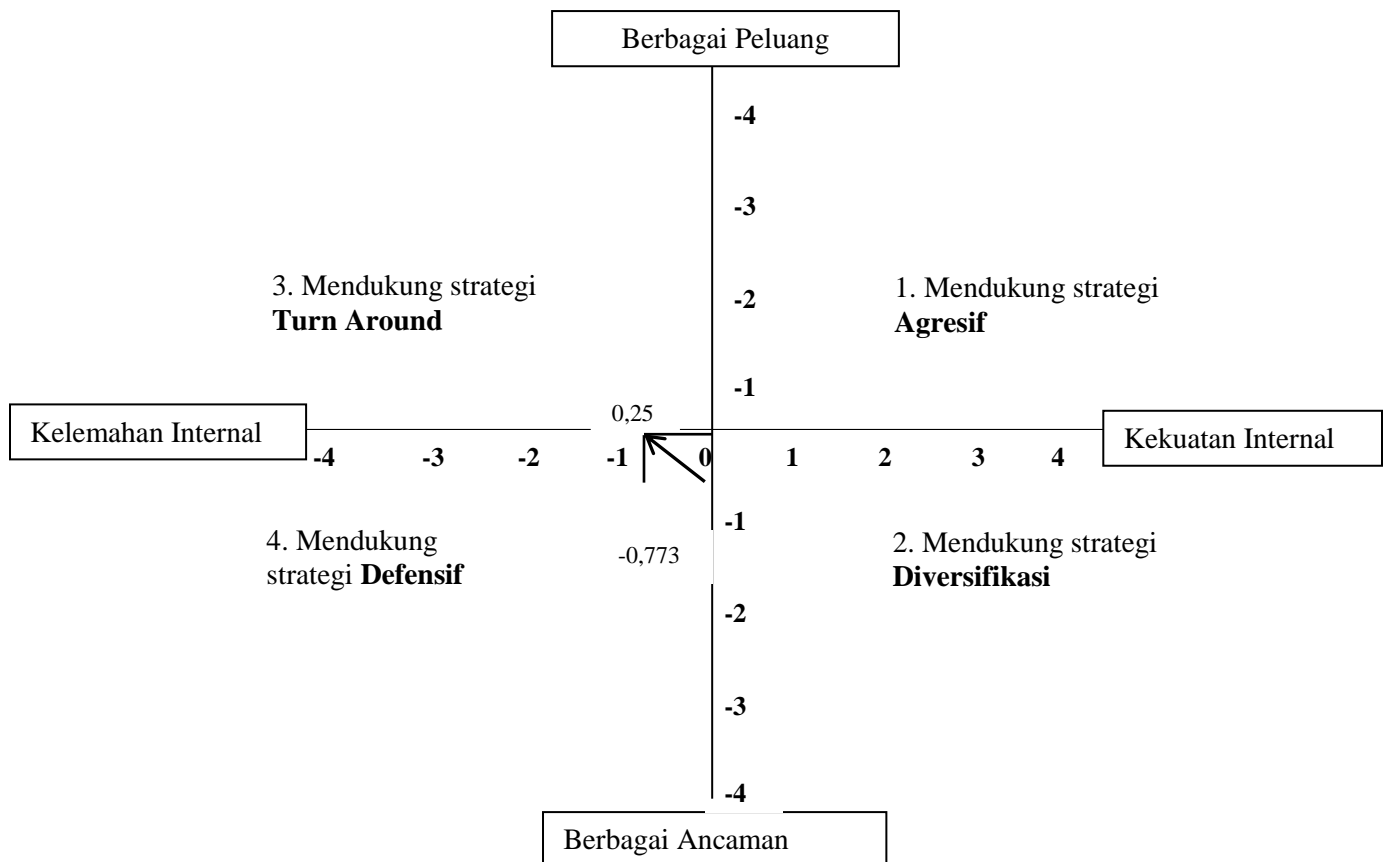 Berbagai Peluang
-4
-3
3. Mendukung strategi
Turn Around
-2
1. Mendukung strategi
Agresif
-1
0,25
Kelemahan Internal
Kekuatan Internal
-4 -3 -2 -1 0 1 2 3 4
-1
4. Mendukung
strategi Defensif
-0,773
2. Mendukung strategi
Diversifikasi
-2
-3
-4
Berbagai Ancaman